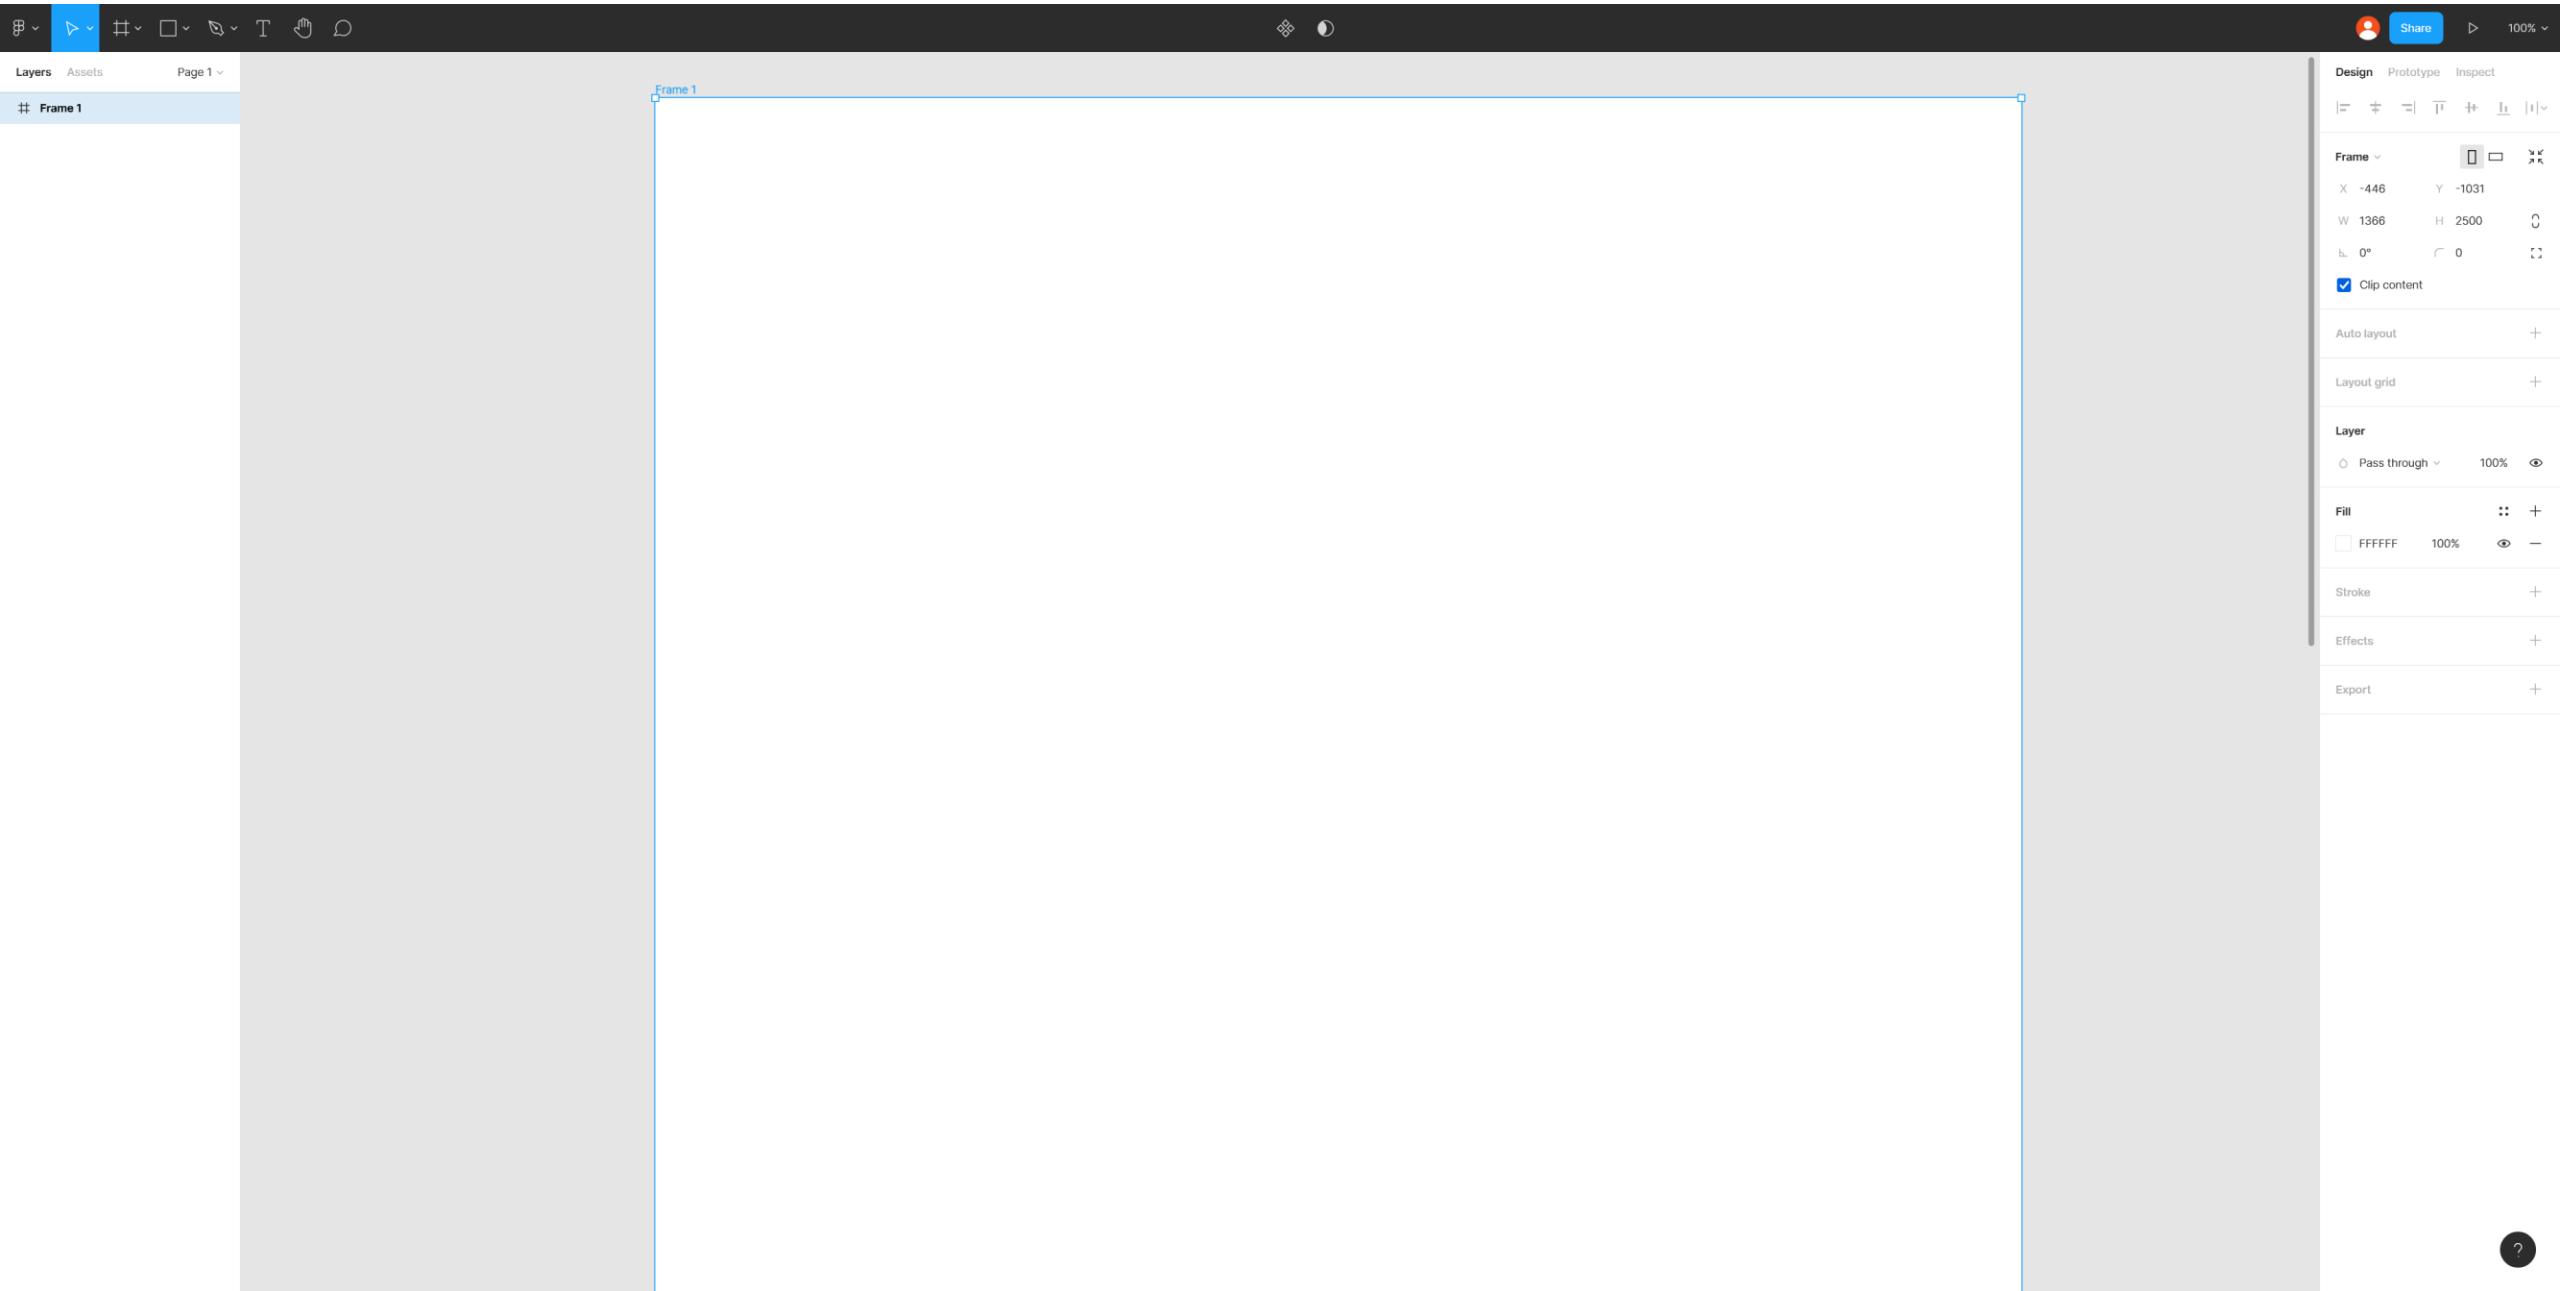 Share
100%
Layers Assets Page 1
Frame 1
Frame 1
Design Prototype Inspect
Frame
X -446 Y -1031
W 1366 H 2500
0° 0
Clip content
Auto layout
Layout grid
Layer
Pass through 100%
Fill
FFFFFF 100%
Stroke
Effects
Export
?